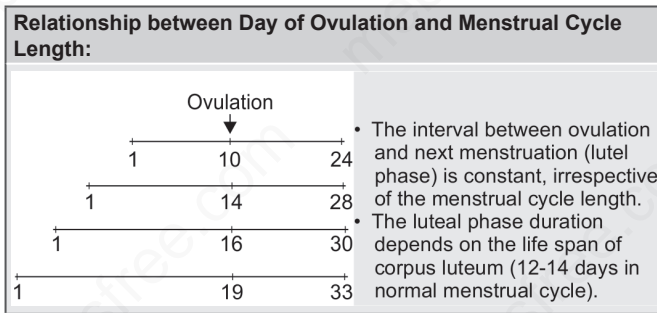 Relationship between Day of Ovulation and Menstrual Cycle
Length:
Ovulation
1 10 24
1 14 28
1 16 30
1 19 33
• The interval between ovulation
and next menstruation (lutel
phase) is constant, irrespective
of the menstrual cycle length.
• The luteal phase duration
depends on the life span of
corpus luteum (12-14 days in
normal menstrual cycle).